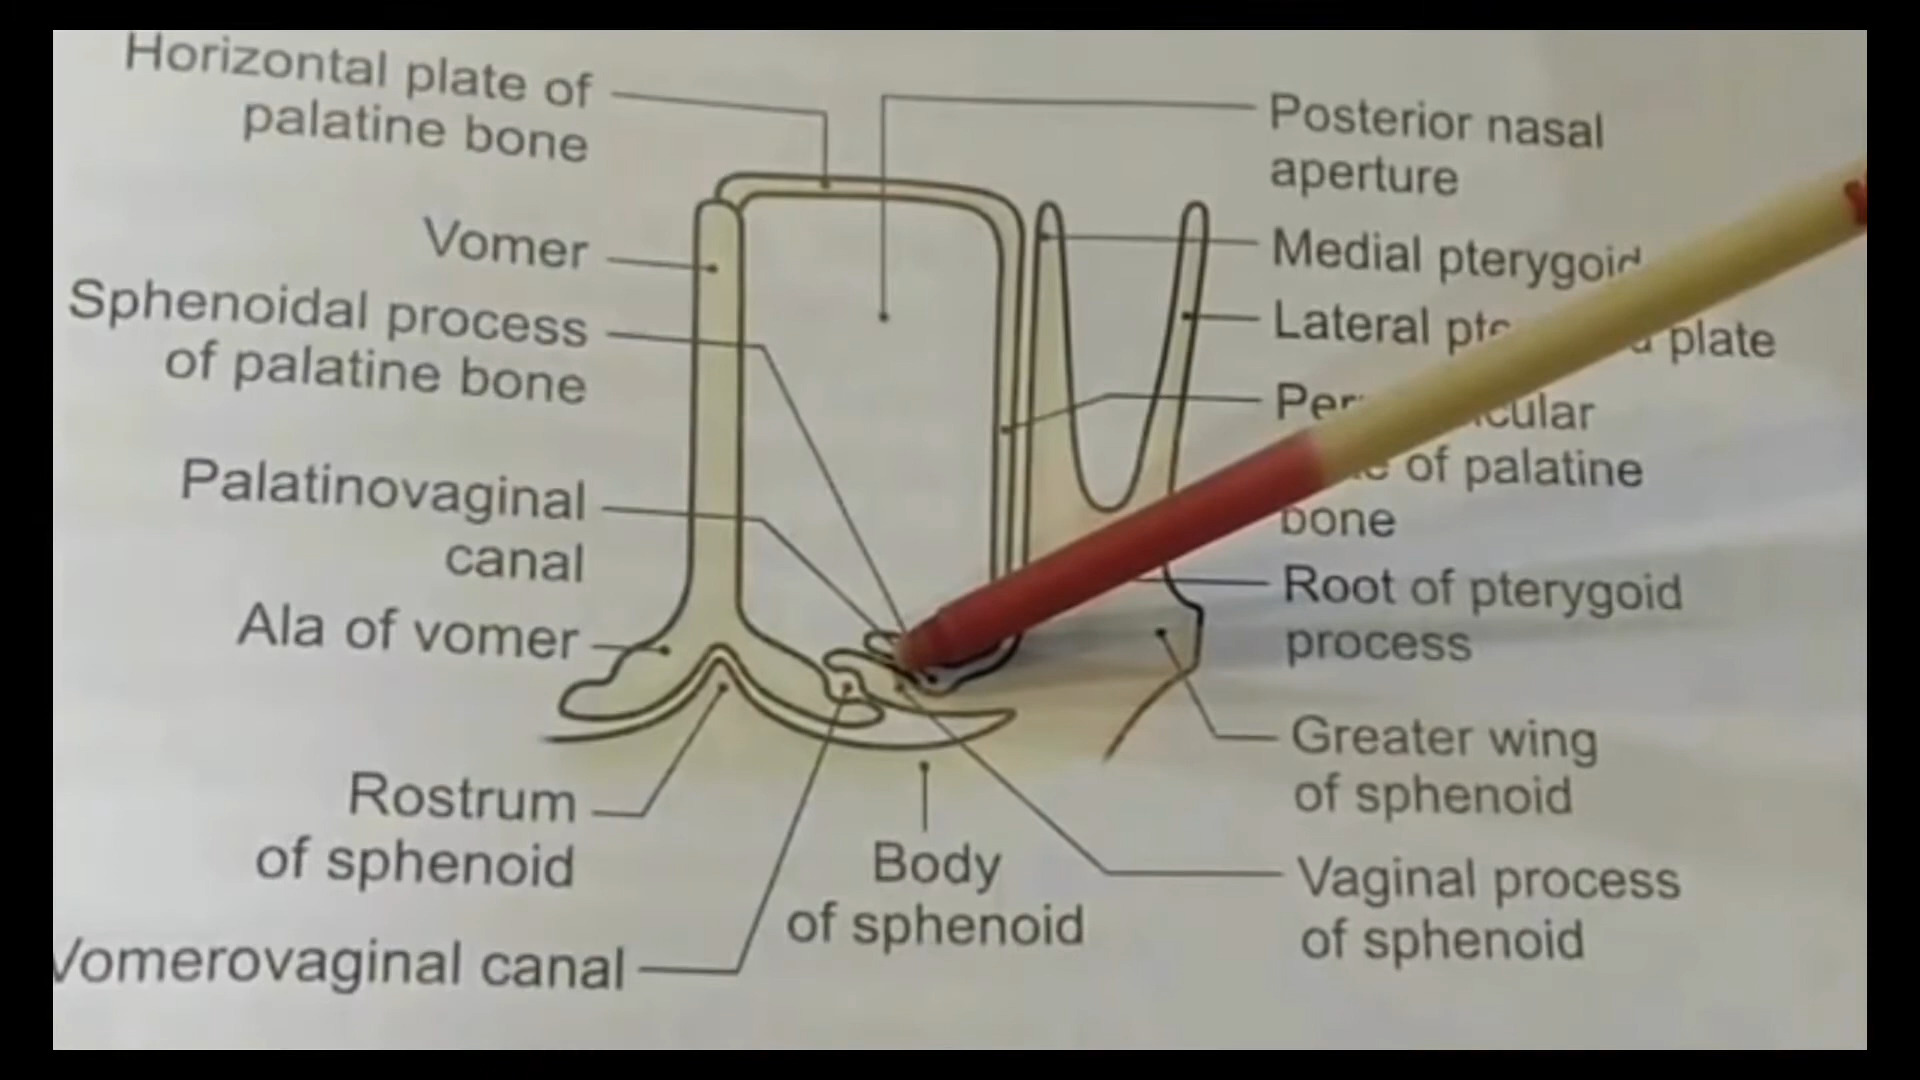 Horizontal plate of
palatine bone
Vomer
Sphenoidal process
of palatine bone
Palatinovaginal
canal
Ala of vomer
Rostrum
of sphenoid
Vomerovaginal canal
Body
of sphenoid
Posterior nasal
aperture
Medial pterygoid
Lateral plate
of palatine
bone
Root of pterygoid
process
Greater wing
of sphenoid
Vaginal process
of sphenoid